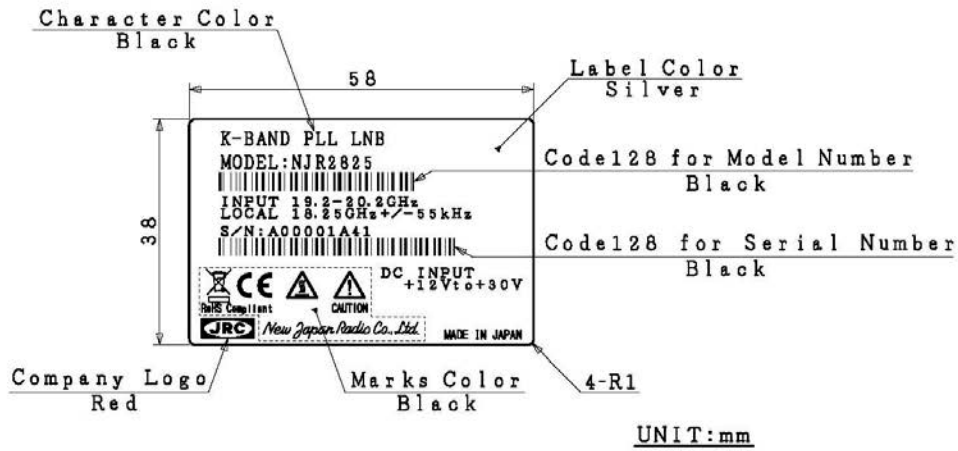 Character Color
Black
58
Label Color
Silver
K-BAND PLL LNB
MODEL:NJR2825
Code128 for Model Number
Black
INPUT 19.2-20.2GHz
LOCAL 18.25GHz+/-55kHz
38
S/N:A00001A41
Code128 for Serial Number
Black
DC INPUT
+12Vto+30V
CE
RoHS Compliant
CAUTION
JRC
New Japan Radio Co., Ltd.
MADE IN JAPAN
Company Logo
Red
Marks Color
Black
4-R1
UNIT:mm